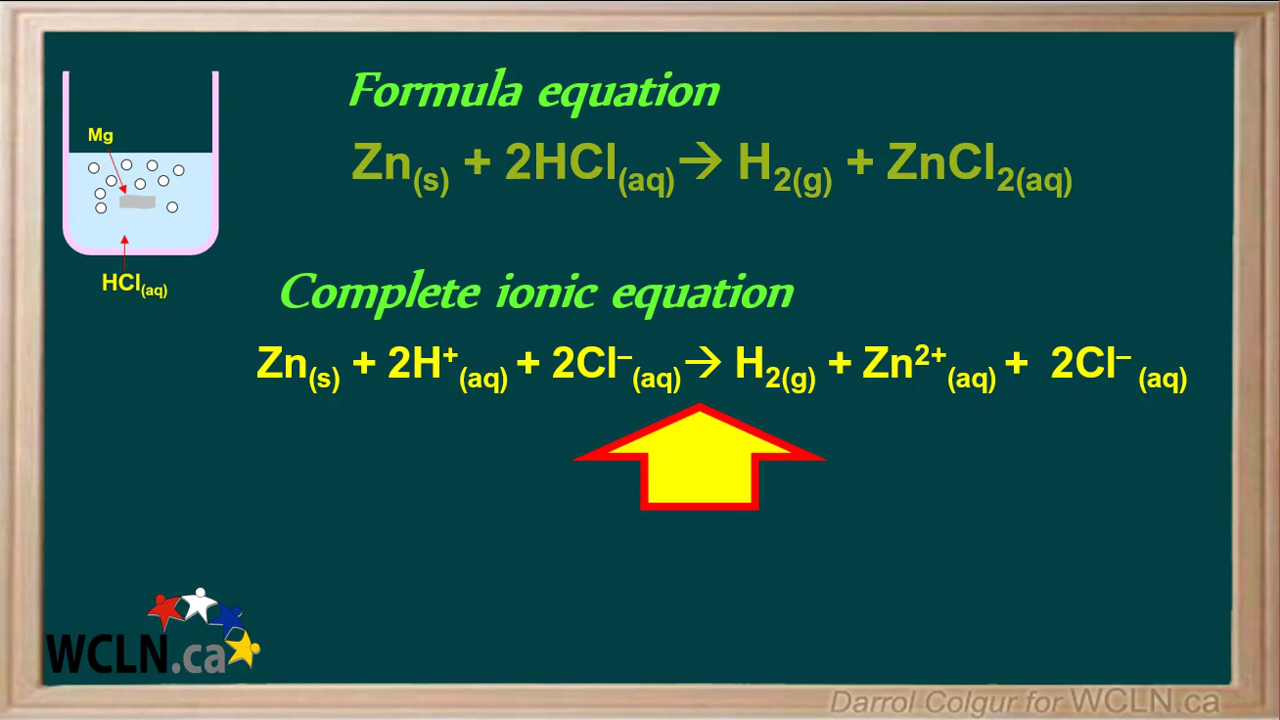 Formula equation
Mg
Zn(s) + 2HCl(aq)→ H2(g) + ZnCl2(aq)
HCl(aq)
Complete ionic equation
Zn(s) + 2H⁺(aq) + 2Cl⁻(aq)→ H2(g) + Zn²⁺(aq) + 2Cl⁻(aq)
WCLN.ca
Darrol Colgur for WCLN.ca